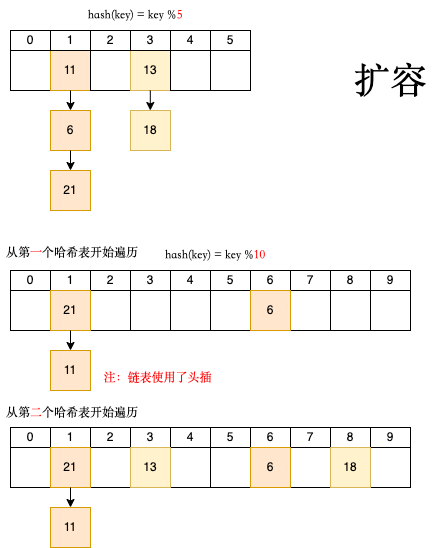 hash(key) = key %5
0 1 2 3 4 5
11 13
扩容
6 18
21
从第一个哈希表开始遍历 hash(key) = key %10
0 1 2 3 4 5 6 7 8 9
21 6
11
注：链表使用了头插
从第二个哈希表开始遍历
0 1 2 3 4 5 6 7 8 9
21 13 6 18
11